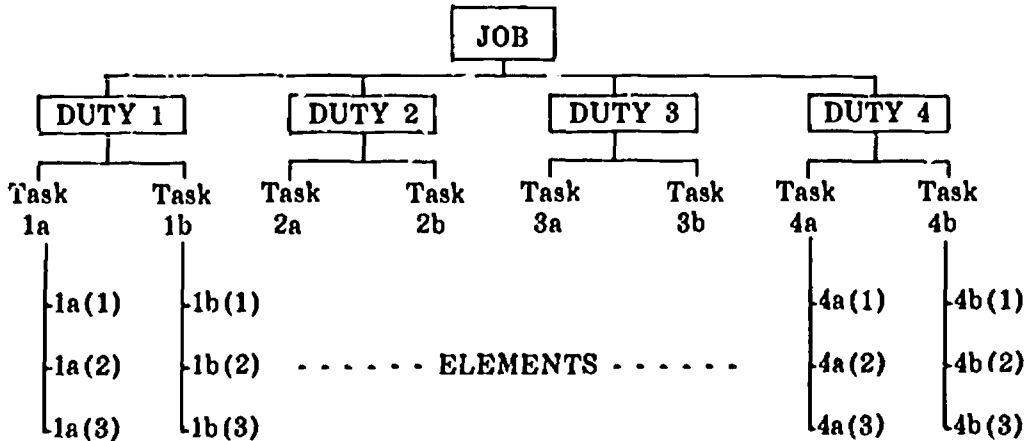 JOB
DUTY 1 DUTY 2 DUTY 3 DUTY 4
Task Task Task Task Task Task Task Task
1a 1b 2a 2b 3a 3b 4a 4b
1a(1) 1b(1) 4a(1) 4b(1)
1a(2) 1b(2) - - - - - - ELEMENTS - - - - - - 4a(2) 4b(2)
1a(3) 1b(3) 4a(3) 4b(3)